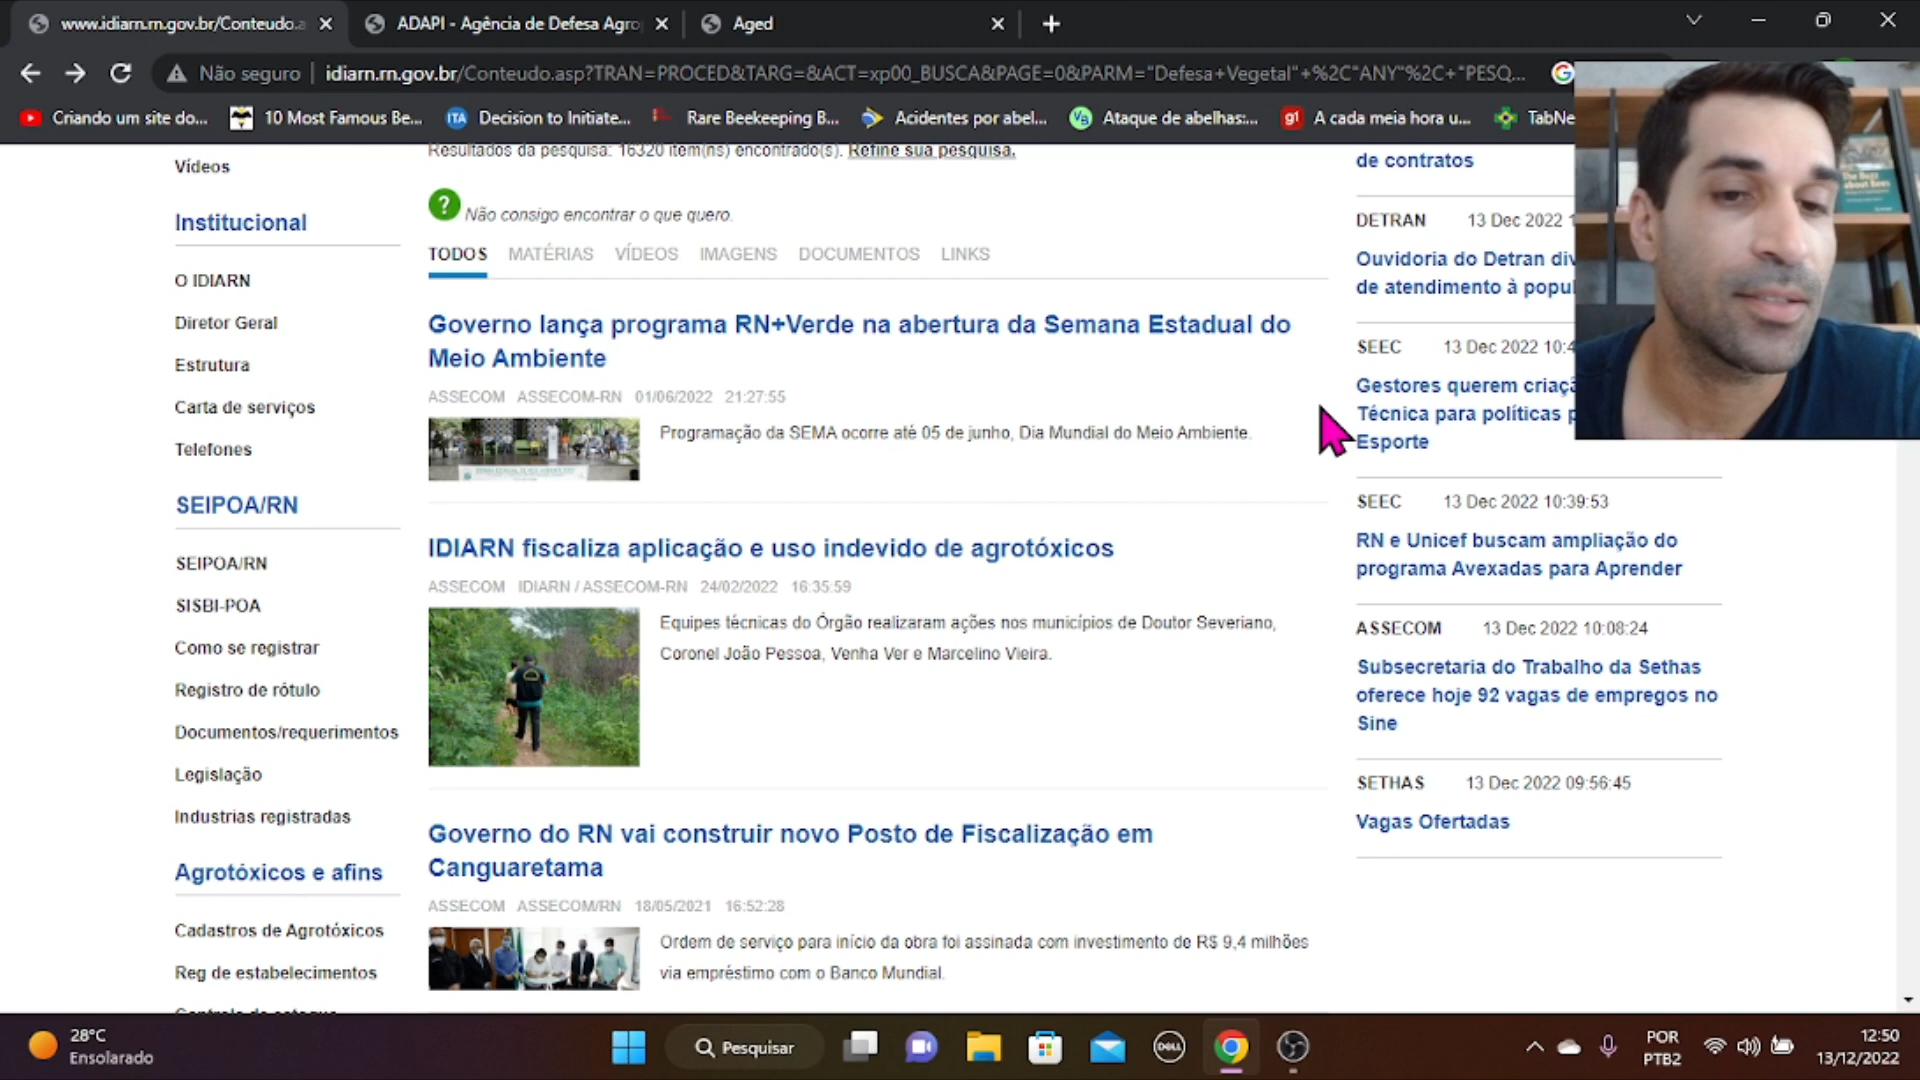 www.idiarn.rn.gov.br/Conteudo.a
ADAPI - Agência de Defesa Agro
Aged
Não seguro
idiarn.rn.gov.br/Conteudo.asp?TRAN=PROCED&TARG=&ACT=xp00_BUSCA&PAGE=0&PARM="Defesa+Vegetal"+%2C"ANY"%2C+"PESQ...
Criando um site do...
10 Most Famous Be...
ITA
Decision to Initiate...
Rare Beekeeping B...
Acidentes por abel...
VB
Ataque de abelhas:...
g1
A cada meia hora u...
TabNe
Vídeos
Institucional
O IDIARN
Diretor Geral
Estrutura
Carta de serviços
Telefones
SEIPOA/RN
SEIPOA/RN
SISBI-POA
Como se registrar
Registro de rótulo
Documentos/requerimentos
Legislação
Industrias registradas
Agrotóxicos e afins
Cadastros de Agrotóxicos
Reg de estabelecimentos
Resultados da pesquisa: 16320 item(ns) encontrado(s). Refine sua pesquisa.
? Não consigo encontrar o que quero.
TODOS MATÉRIAS VÍDEOS IMAGENS DOCUMENTOS LINKS
Governo lança programa RN+Verde na abertura da Semana Estadual do
Meio Ambiente
ASSECOM ASSECOM-RN 01/06/2022 21:27:55
Programação da SEMA ocorre até 05 de junho, Dia Mundial do Meio Ambiente.
IDIARN fiscaliza aplicação e uso indevido de agrotóxicos
ASSECOM IDIARN / ASSECOM-RN 24/02/2022 16:35:59
Equipes técnicas do Órgão realizaram ações nos municípios de Doutor Severiano,
Coronel João Pessoa, Venha Ver e Marcelino Vieira.
Governo do RN vai construir novo Posto de Fiscalização em
Canguaretama
ASSECOM ASSECOM/RN 18/05/2021 16:52:28
Ordem de serviço para início da obra foi assinada com investimento de R$ 9,4 milhões
via empréstimo com o Banco Mundial.
de contratos
DETRAN 13 Dec 2022
Ouvidoria do Detran
de atendimento à
SEEC 13 Dec 2022 10:4
Gestores querem
Técnica para políticas
Esporte
SEEC 13 Dec 2022 10:39:53
RN e Unicef buscam ampliação do
programa Avexadas para Aprender
ASSECOM 13 Dec 2022 10:08:24
Subsecretaria do Trabalho da Sethas
oferece hoje 92 vagas de empregos no
Sine
SETHAS 13 Dec 2022 09:56:45
Vagas Ofertadas
The Buzz
about Bees
28°C
Ensolarado
Pesquisar
DELL
POR
PTB2
12:50
13/12/2022